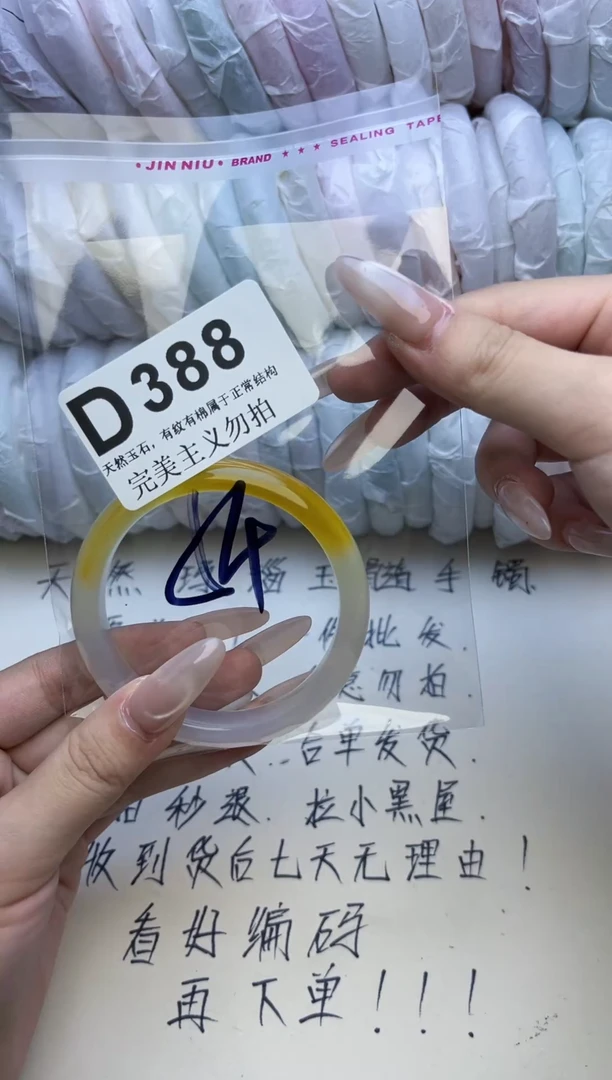 • JIN NIU • BRAND ★ ★ ★ SEALING TAPE
D388
天然玉石，有纹有棉属于正常结构
完美主义勿拍
天然玛瑙玉髓手镯.
批发.
勿拍.
合单发货.
秒退.拉小黑屋.
收到货后七天无理由！
看好编码
再下单！！！